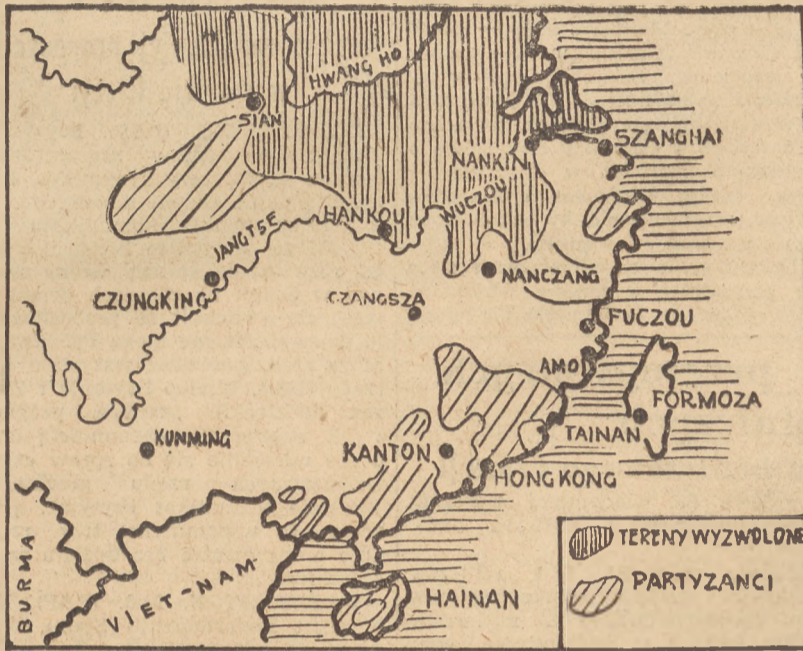 HWANG HO
SIAN
NANKIN
SZANGHAI
HANKOU
WUCZOU
JANGTSE
NANCZANG
CZUNGKING
CZANGSZA
FUCZOU
AMOI
FORMOZA
TAINAN
KUNMING
KANTON
HONGKONG
BURMA
VIET-NAM
HAINAN
TERENY WYZWOLONE
PARTYZANCI